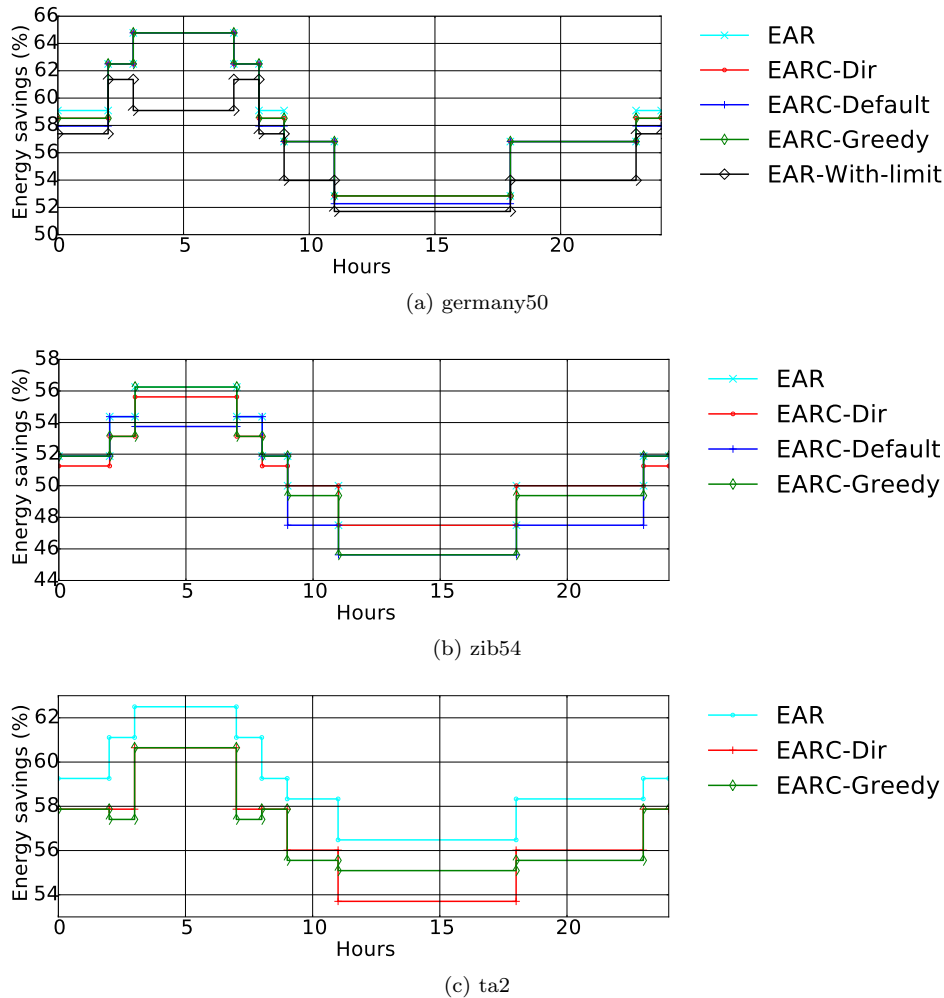 Energy savings (%)
66
64
62
60
58
56
54
52
50
0
5
10
15
20
Hours
EAR
EARC-Dir
EARC-Default
EARC-Greedy
EAR-With-limit
(a) germany50
Energy savings (%)
58
56
54
52
50
48
46
44
0
5
10
15
20
Hours
EAR
EARC-Dir
EARC-Default
EARC-Greedy
(b) zib54
Energy savings (%)
62
60
58
56
54
0
5
10
15
20
Hours
EAR
EARC-Dir
EARC-Greedy
(c) ta2